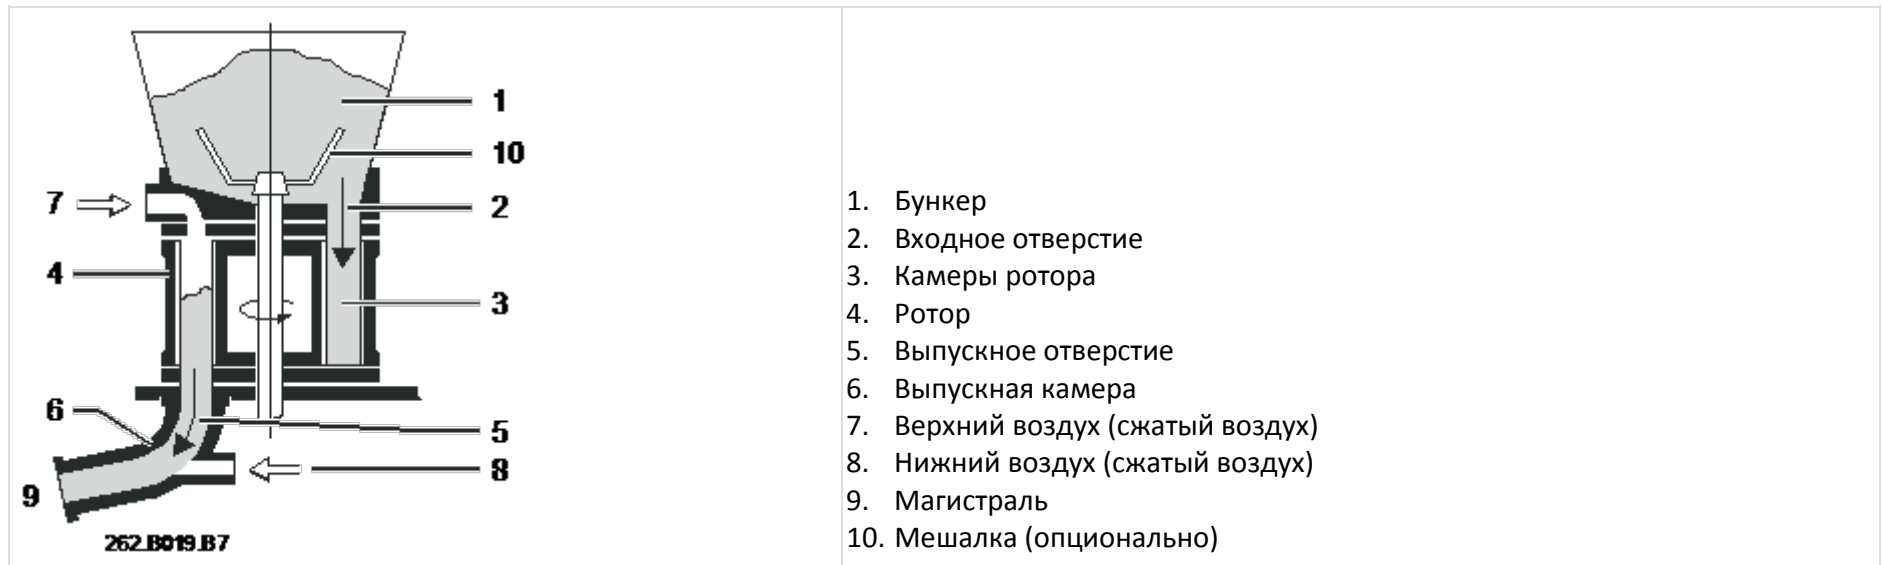 1
10
7
2
4
3
6
5
8
9
262.B019.B7
1. Бункер
2. Входное отверстие
3. Камеры ротора
4. Ротор
5. Выпускное отверстие
6. Выпускная камера
7. Верхний воздух (сжатый воздух)
8. Нижний воздух (сжатый воздух)
9. Магистраль
10. Мешалка (опционально)